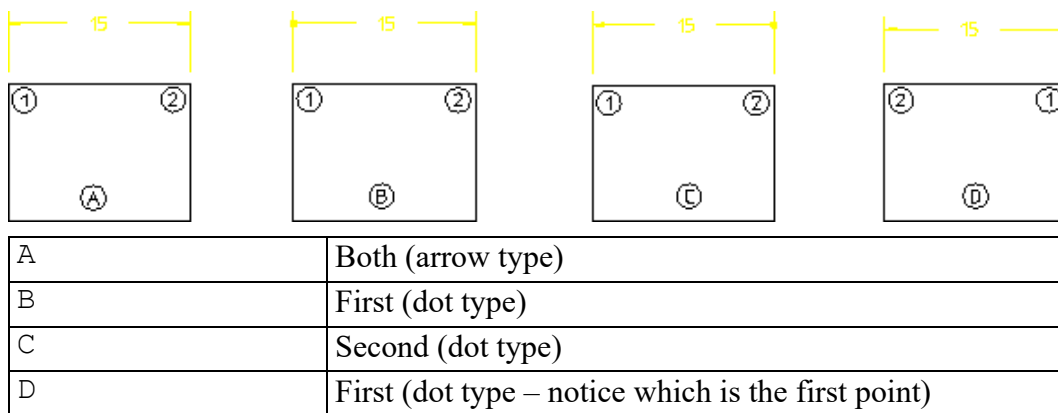 15 15 15 15
1 2 1 2 1 2 2 1
A B C D
A Both (arrow type)
B First (dot type)
C Second (dot type)
D First (dot type – notice which is the first point)